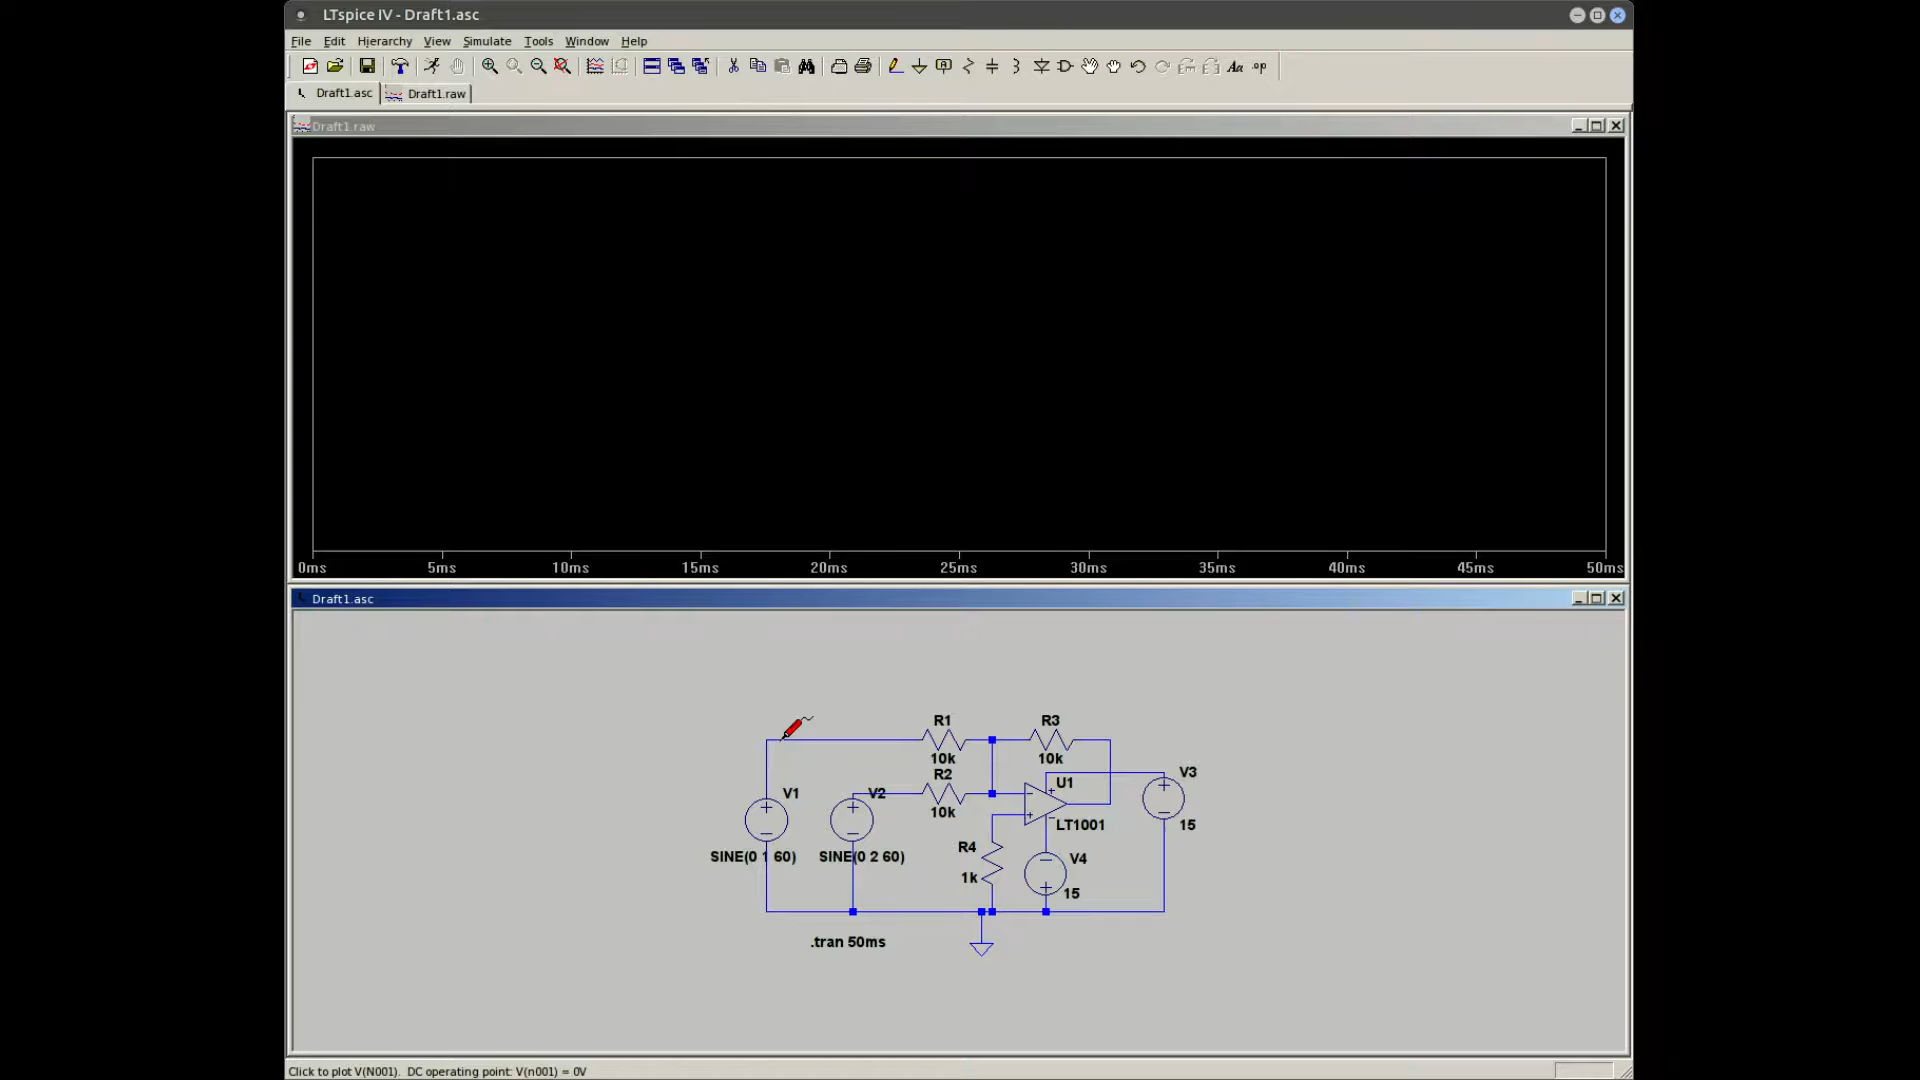 LTspice IV - Draft1.asc
File Edit Hierarchy View Simulate Tools Window Help
Aa .op
Draft1.asc Draft1.raw
Draft1.raw
0ms 5ms 10ms 15ms 20ms 25ms 30ms 35ms 40ms 45ms 50ms
Draft1.asc
R1 R3
10k 10k
R2 V3
U1
V1 V2
10k
LT1001 15
R4
SINE(0 1 60) SINE(0 2 60) V4
1k
15
.tran 50ms
Click to plot V(N001). DC operating point: V(n001) = 0V